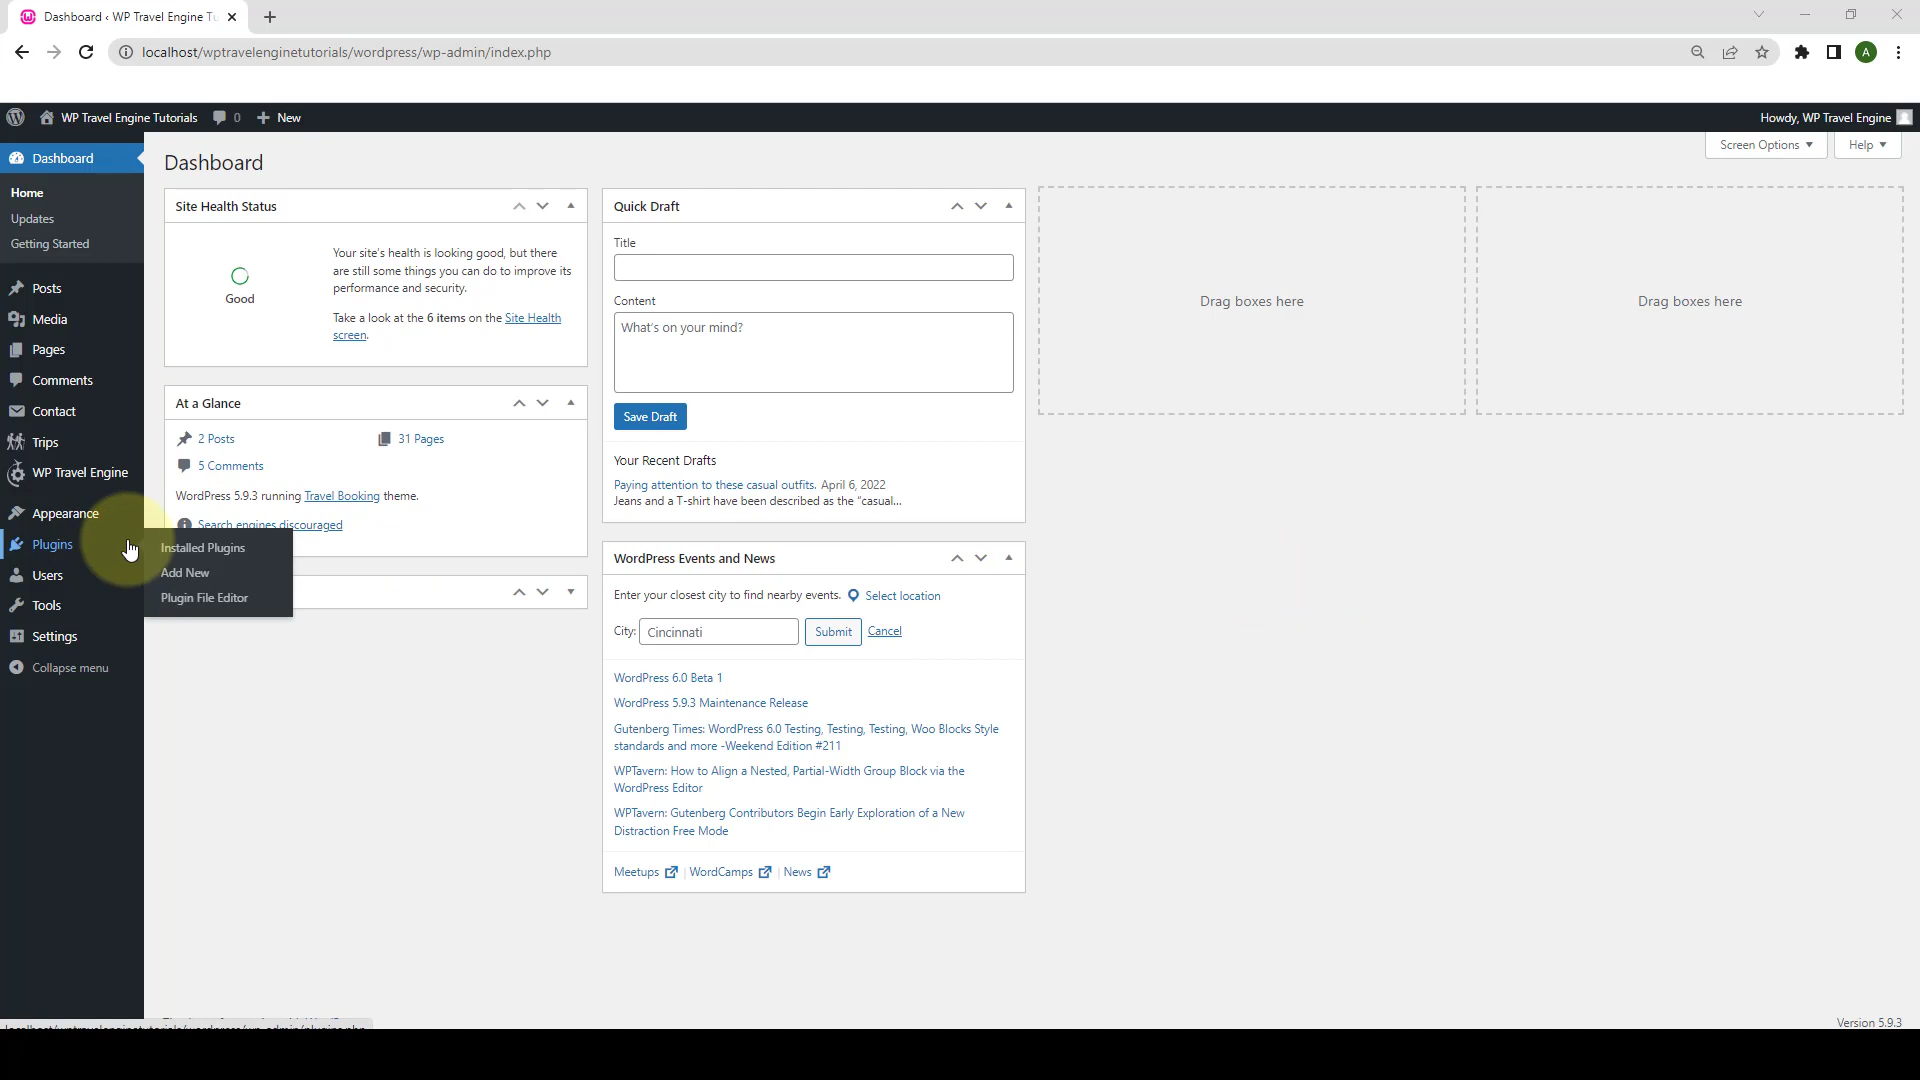 Dashboard ‹ WP Travel Engine Tu
localhost/wptravelenginetutorials/wordpress/wp-admin/index.php
A
WP Travel Engine Tutorials
0
New
Howdy, WP Travel Engine
Dashboard
Home
Updates
Getting Started
Posts
Media
Pages
Comments
Contact
Trips
WP Travel Engine
Appearance
Plugins
Users
Tools
Settings
Collapse menu
Installed Plugins
Add New
Plugin File Editor
Dashboard
Screen Options
Help
Site Health Status
Good
Your site's health is looking good, but there
are still some things you can do to improve its
performance and security.
Take a look at the 6 items on the Site Health
screen.
At a Glance
2 Posts
31 Pages
5 Comments
WordPress 5.9.3 running Travel Booking theme.
Search engines discouraged
Quick Draft
Title
Content
What's on your mind?
Save Draft
Your Recent Drafts
Paying attention to these casual outfits. April 6, 2022
Jeans and a T-shirt have been described as the “casual…
WordPress Events and News
Enter your closest city to find nearby events. Select location
City: Cincinnati Submit Cancel
WordPress 6.0 Beta 1
WordPress 5.9.3 Maintenance Release
Gutenberg Times: WordPress 6.0 Testing, Testing, Testing, Woo Blocks Style
standards and more -Weekend Edition #211
WPTavern: How to Align a Nested, Partial-Width Group Block via the
WordPress Editor
WPTavern: Gutenberg Contributors Begin Early Exploration of a New
Distraction Free Mode
Meetups | WordCamps | News
Drag boxes here
Drag boxes here
localhost/wptravelenginetutorials/wordpress/wp-admin/plugins.php
Version 5.9.3